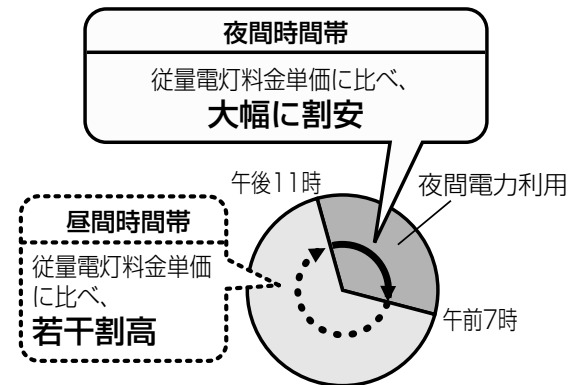 夜間時間帯
従量電灯料金単価に比べ、
大幅に割安
午後11時
夜間電力利用
昼間時間帯
従量電灯料金単価
に比べ、
若干割高
午前7時